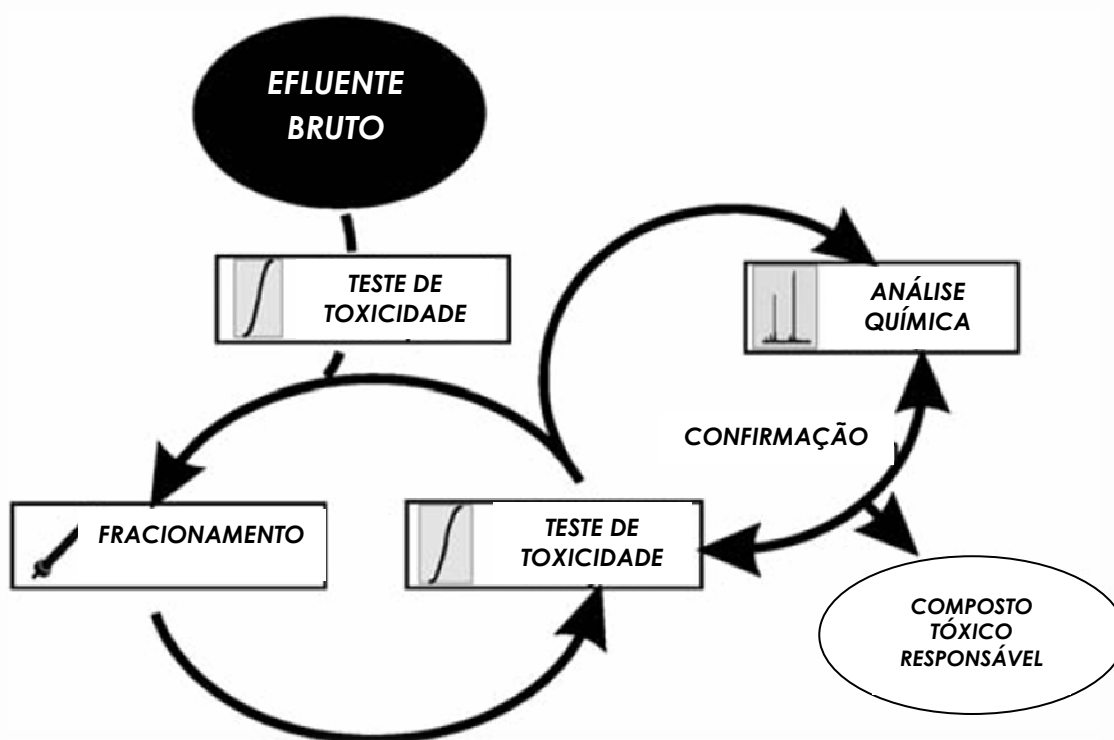 EFLUENTE
BRUTO
TESTE DE
TOXICIDADE
ANÁLISE
QUÍMICA
CONFIRMAÇÃO
FRACIONAMENTO
TESTE DE
TOXICIDADE
COMPOSTO
TÓXICO
RESPONSÁVEL